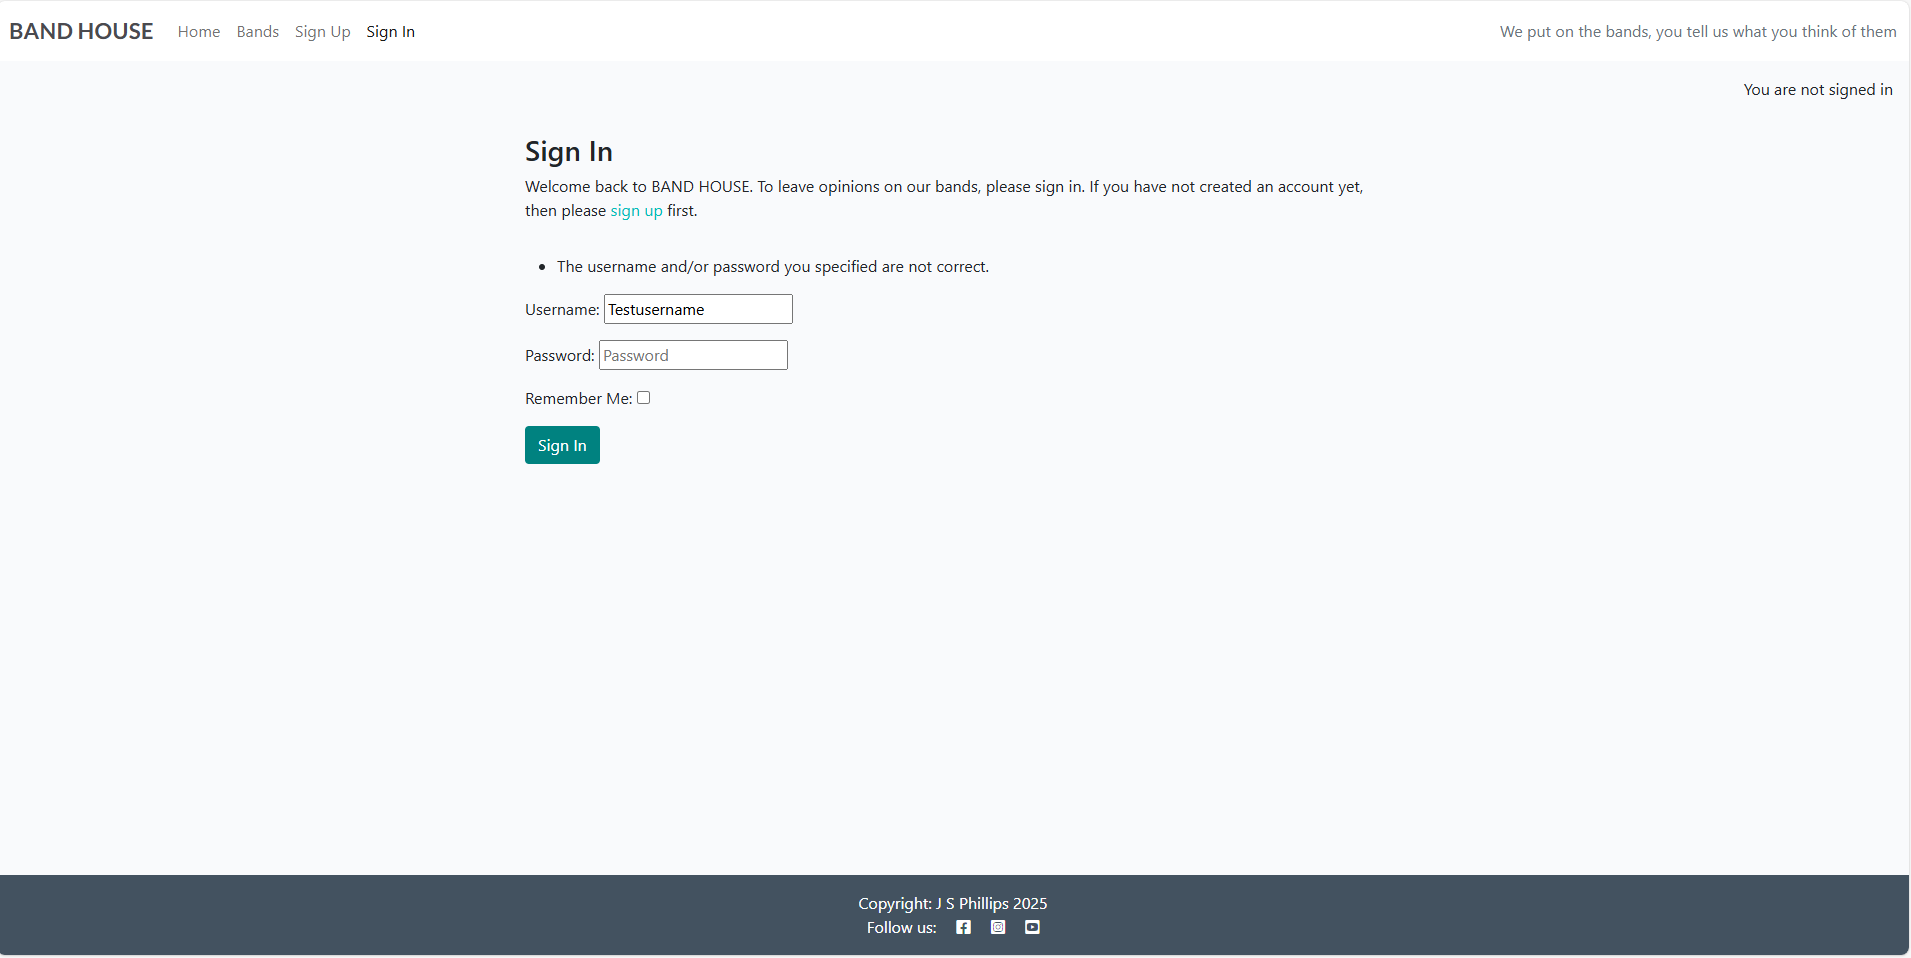 BAND HOUSE Home Bands Sign Up Sign In We put on the bands, you tell us what you think of them
You are not signed in
Sign In
Welcome back to BAND HOUSE. To leave opinions on our bands, please sign in. If you have not created an account yet,
then please sign up first.
The username and/or password you specified are not correct.
Username: Testusername
Password: Password
Remember Me:
Sign In
Copyright: J S Phillips 2025
Follow us: